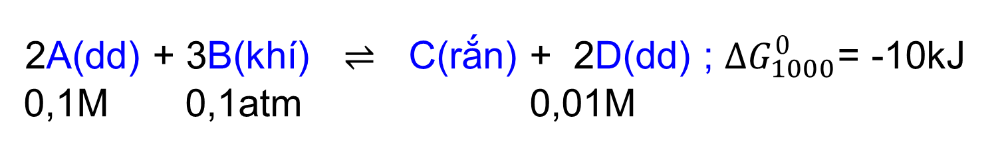 2A(dd) + 3B(khí) ⇌ C(rắn) + 2D(dd) ; ΔG⁰₁₀₀₀= -10kJ
0,1M 0,1atm 0,01M